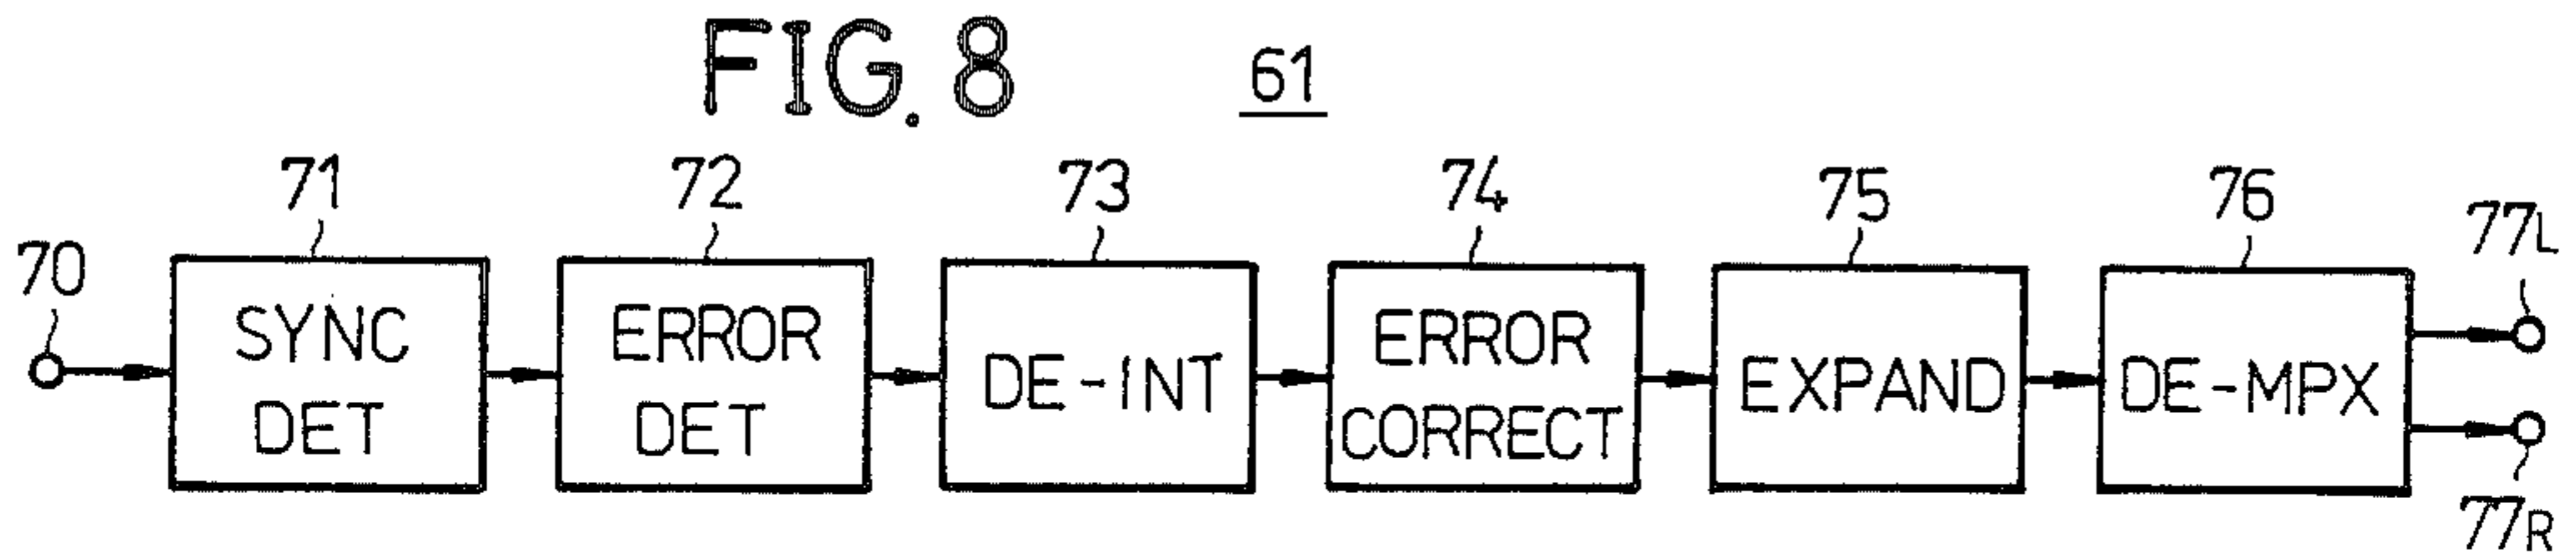 FIG. 8
61
70
71
SYNC
DET
72
ERROR
DET
73
DE-INT
74
ERROR
CORRECT
75
EXPAND
76
DE-MPX
77L
77R